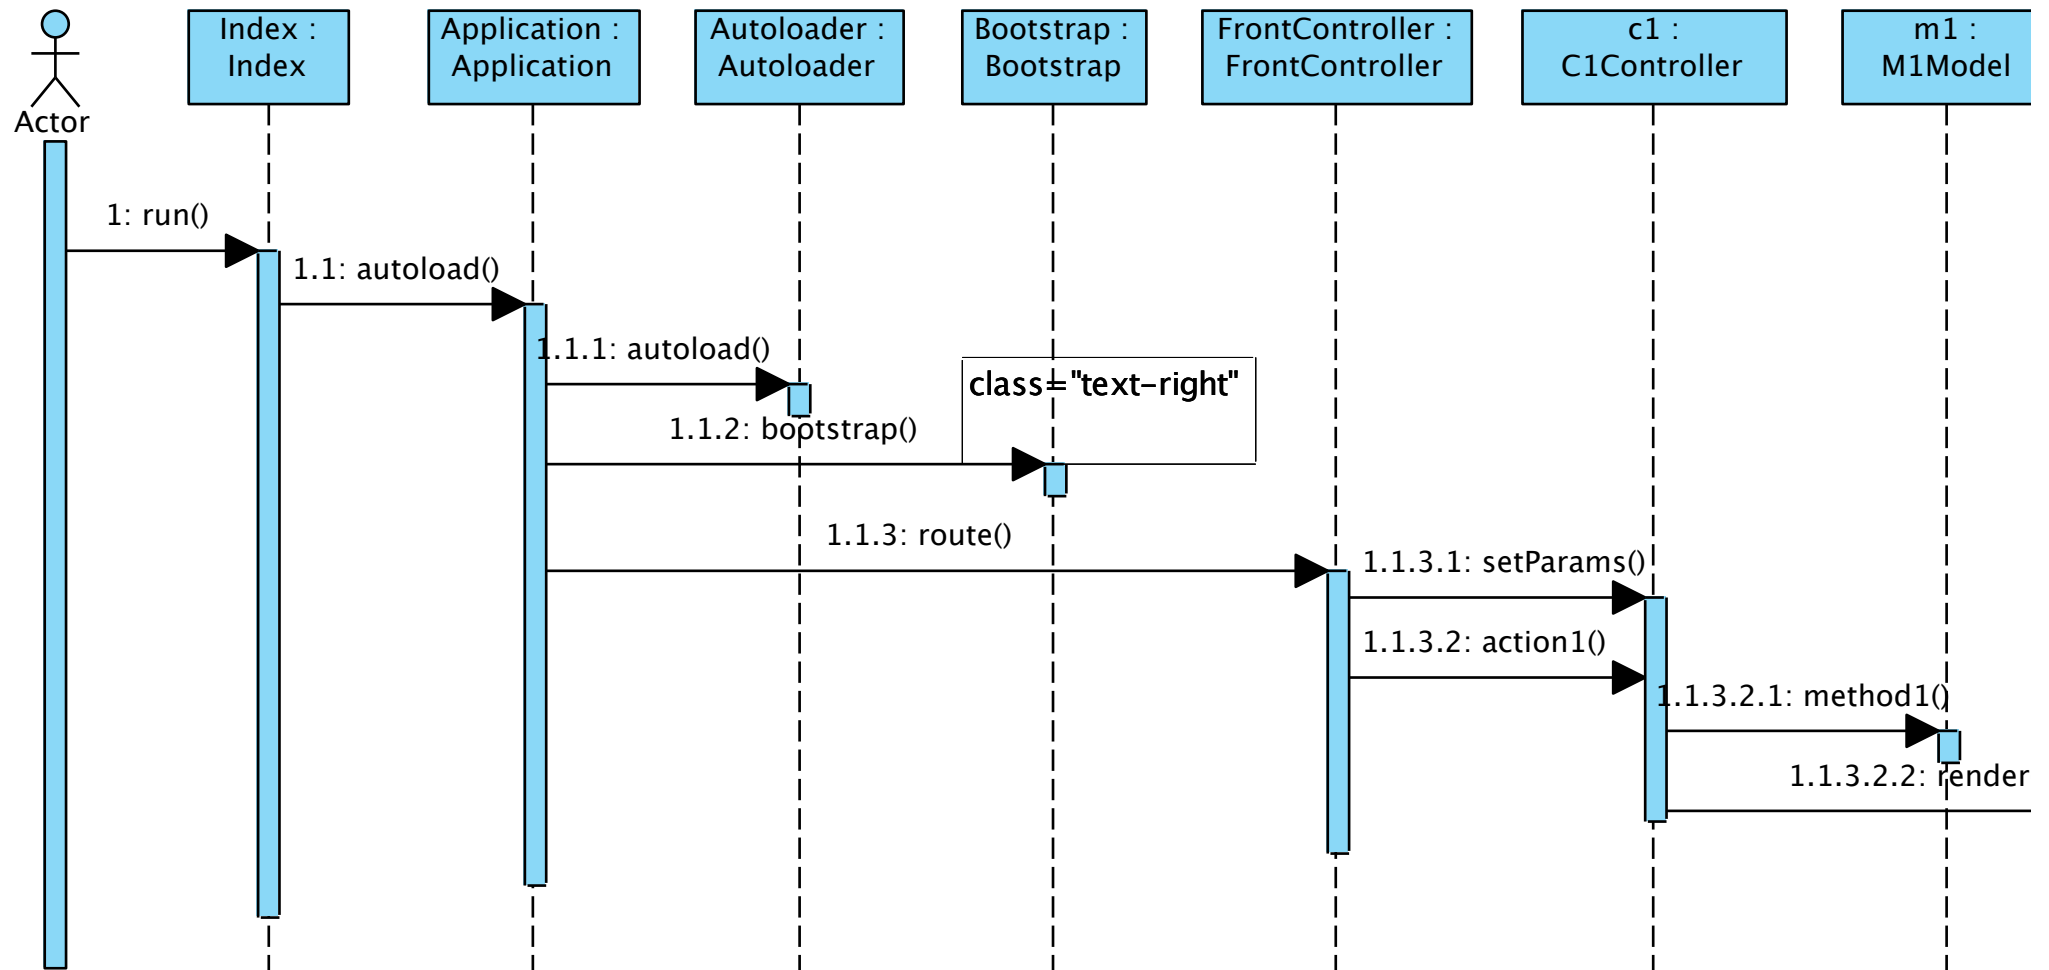 Index :
Index
Application :
Application
Autoloader :
Autoloader
Bootstrap :
Bootstrap
FrontController :
FrontController
c1 :
C1Controller
m1 :
M1Model
Actor
1: run()
1.1: autoload()
1.1.1: autoload()
class="text-right"
1.1.2: bootstrap()
1.1.3: route()
1.1.3.1: setParams()
1.1.3.2: action1()
1.1.3.2.1: method1()
1.1.3.2.2: render